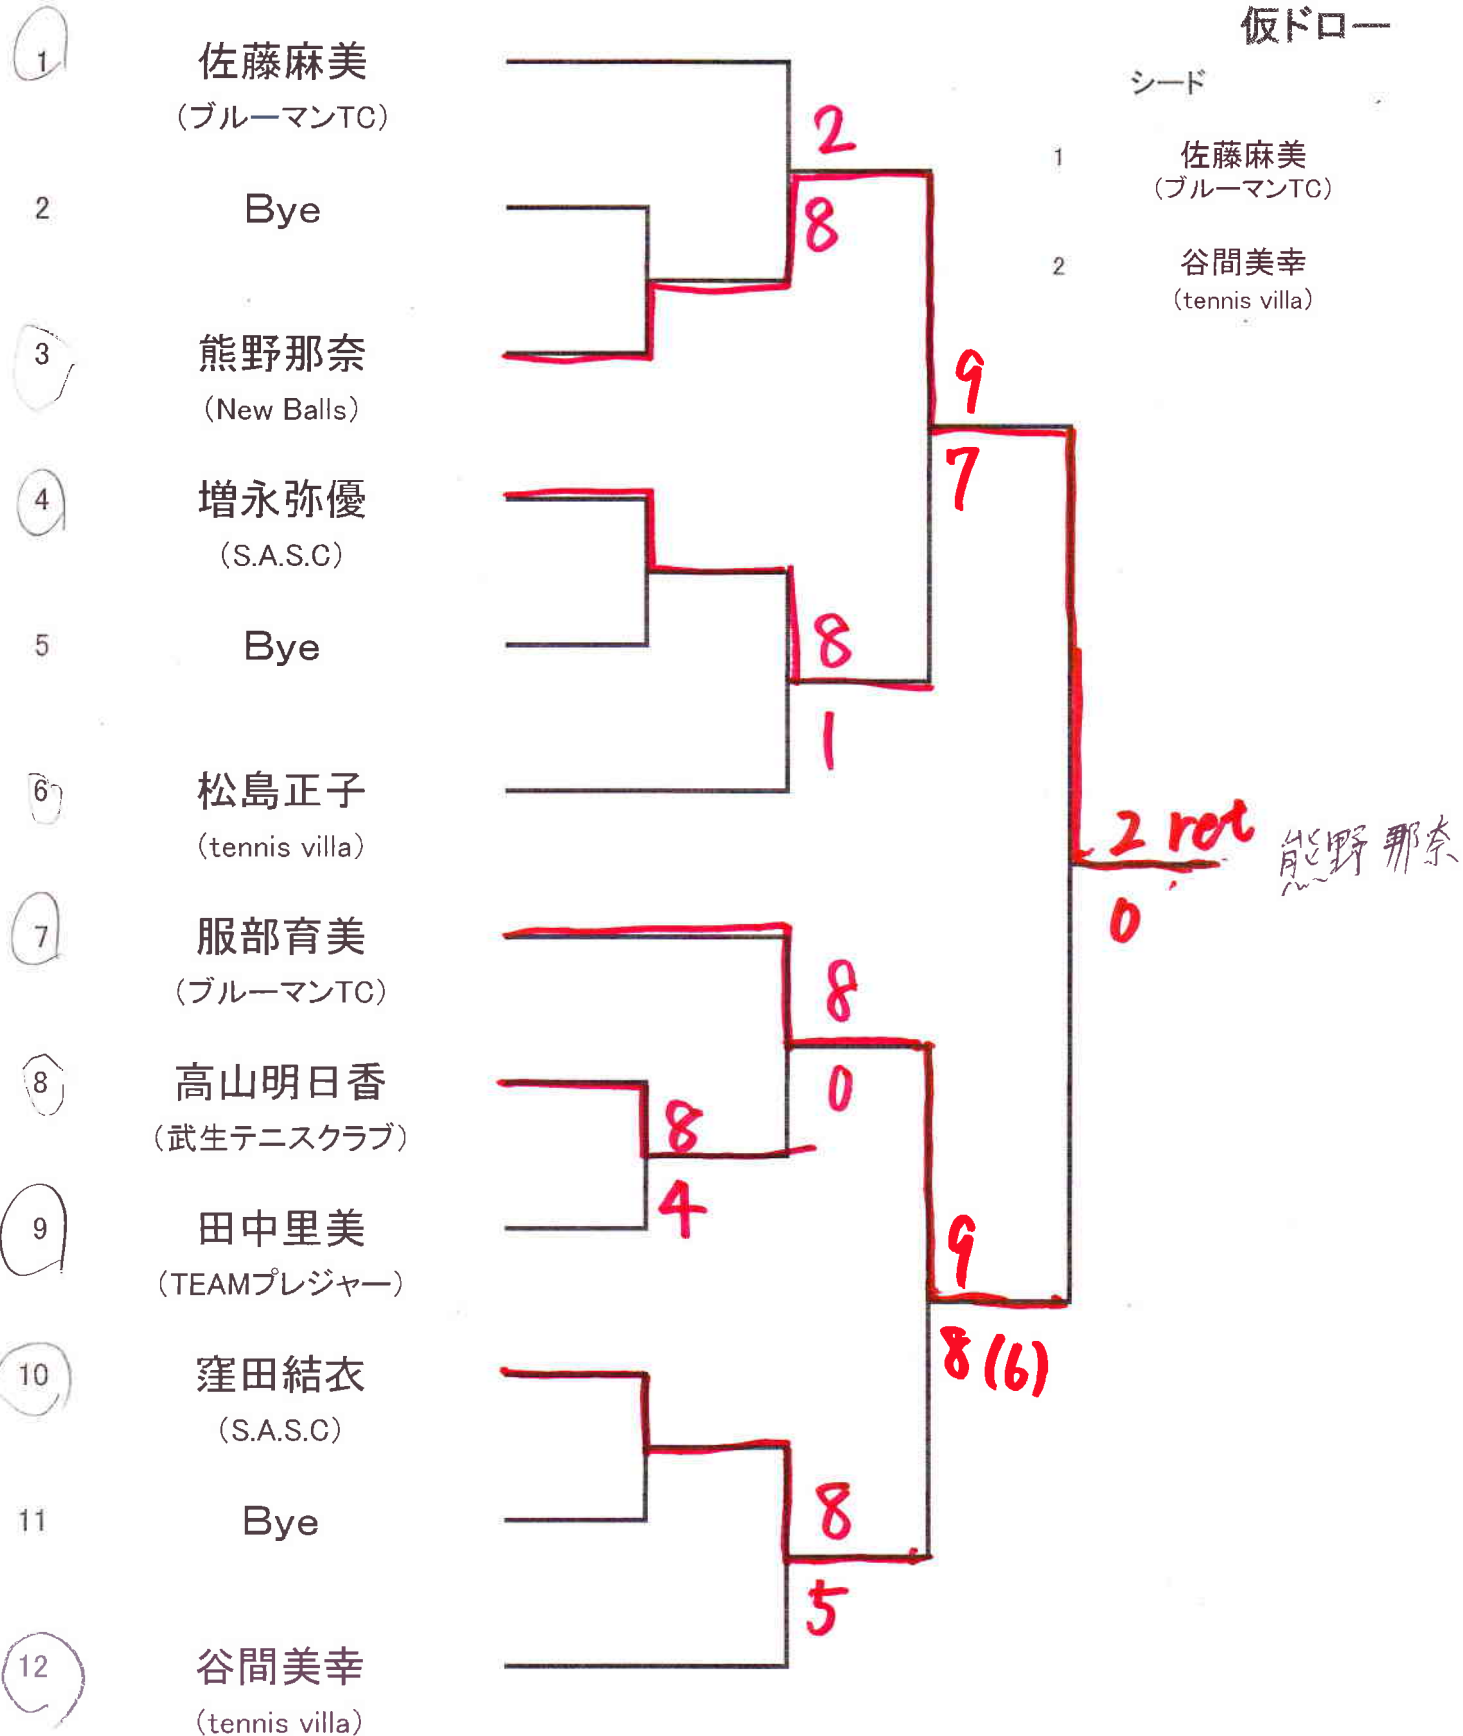 仮ドロー
シード
1 佐藤麻美
(ブルーマンTC)
2 谷間美幸
(tennis villa)
1 佐藤麻美
(ブルーマンTC)
2
8
2 Bye
3 熊野那奈
(New Balls)
9
7
4 増永弥優
(S.A.S.C)
5 Bye
8
1
6 松島正子
(tennis villa)
2 ret
0
熊野那奈
7 服部育美
(ブルーマンTC)
8
0
8 高山明日香
(武生テニスクラブ)
8
4
9 田中里美
(TEAMプレジャー)
9
8(6)
10 窪田結衣
(S.A.S.C)
11 Bye
8
5
12 谷間美幸
(tennis villa)